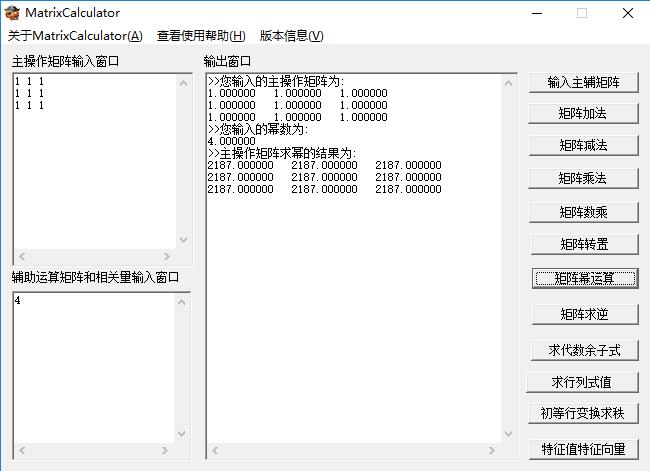 MatrixCalculator
关于MatrixCalculator(A) 查看使用帮助(H) 版本信息(V)
主操作矩阵输入窗口
1 1 1
1 1 1
1 1 1
辅助运算矩阵和相关量输入窗口
4
输出窗口
>>您输入的主操作矩阵为:
1.000000 1.000000 1.000000
1.000000 1.000000 1.000000
1.000000 1.000000 1.000000
>>您输入的幂数为:
4.000000
>>主操作矩阵求幂的结果为:
2187.000000 2187.000000 2187.000000
2187.000000 2187.000000 2187.000000
2187.000000 2187.000000 2187.000000
输入主辅矩阵
矩阵加法
矩阵减法
矩阵乘法
矩阵数乘
矩阵转置
矩阵幂运算
矩阵求逆
求代数余子式
求行列式值
初等行变换求秩
特征值特征向量